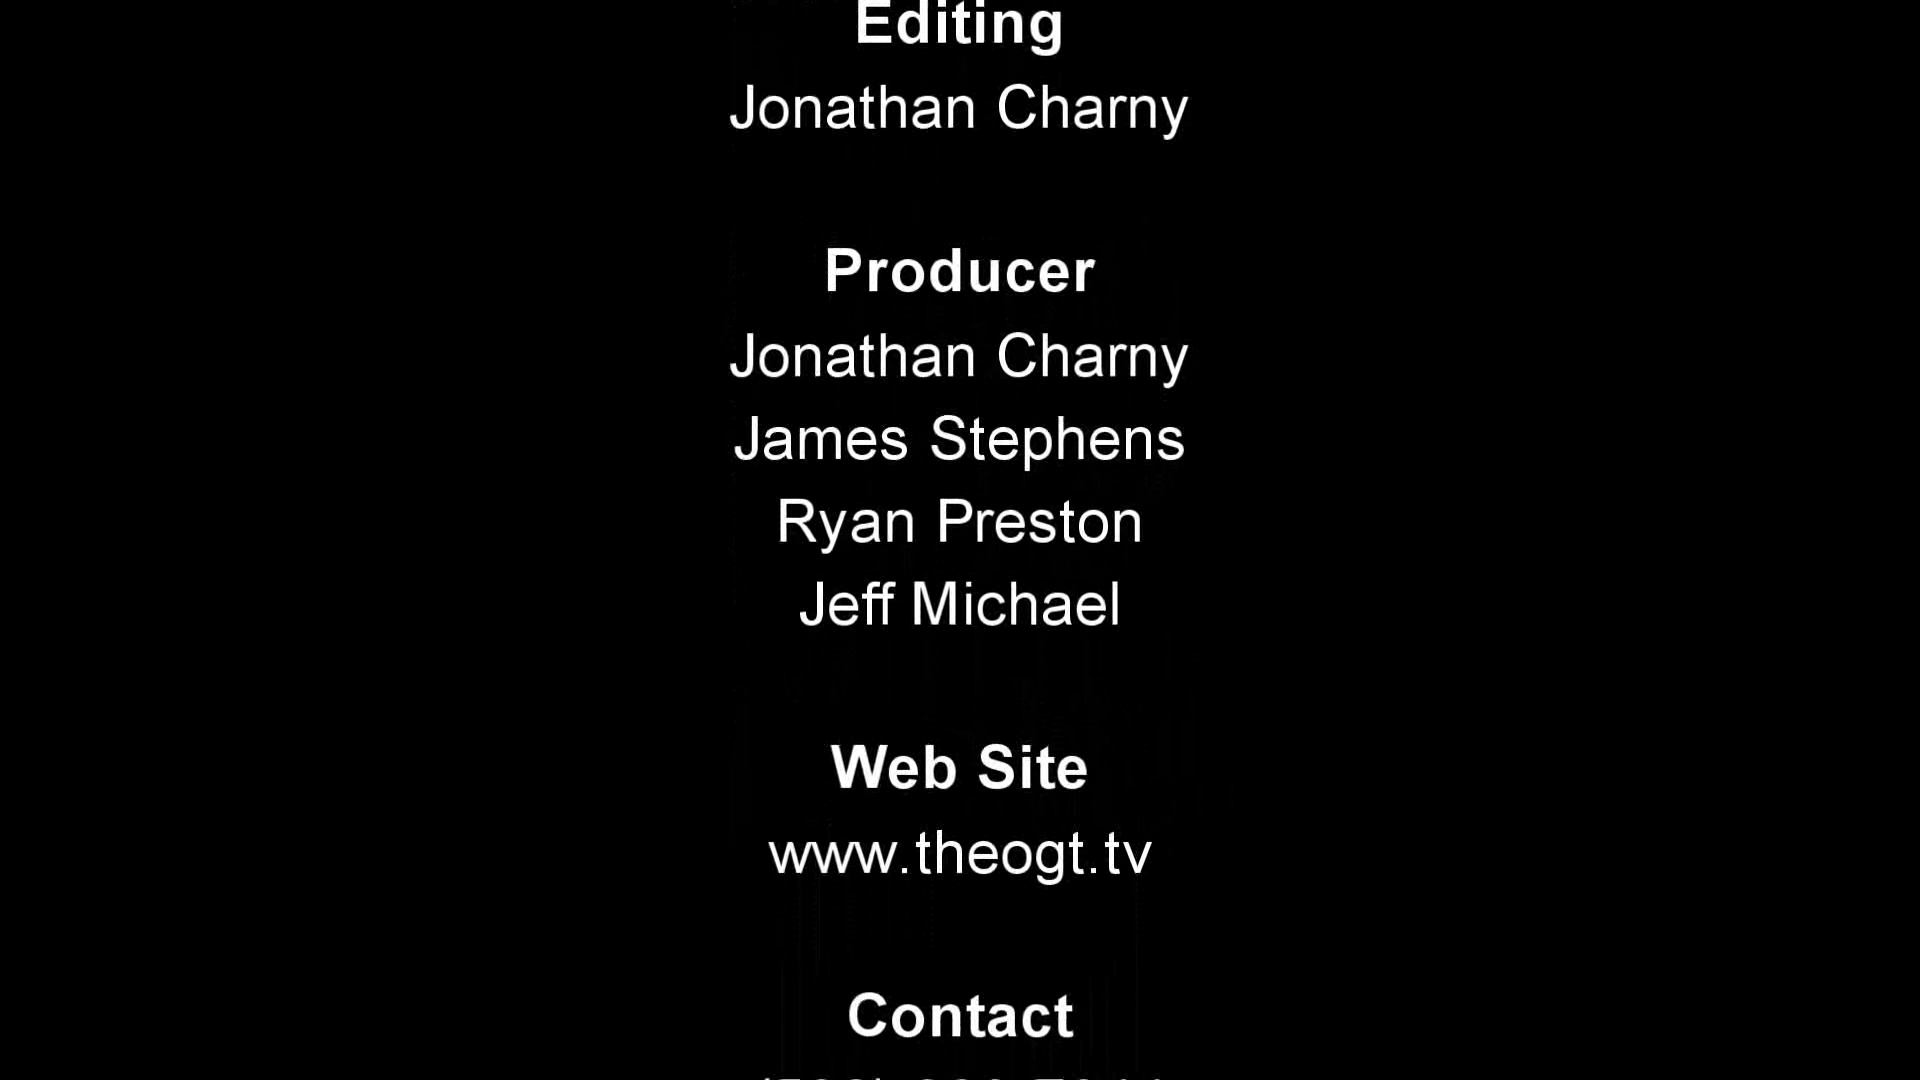 Editing
Jonathan Charny
Producer
Jonathan Charny
James Stephens
Ryan Preston
Jeff Michael
Web Site
www.theogt.tv
Contact